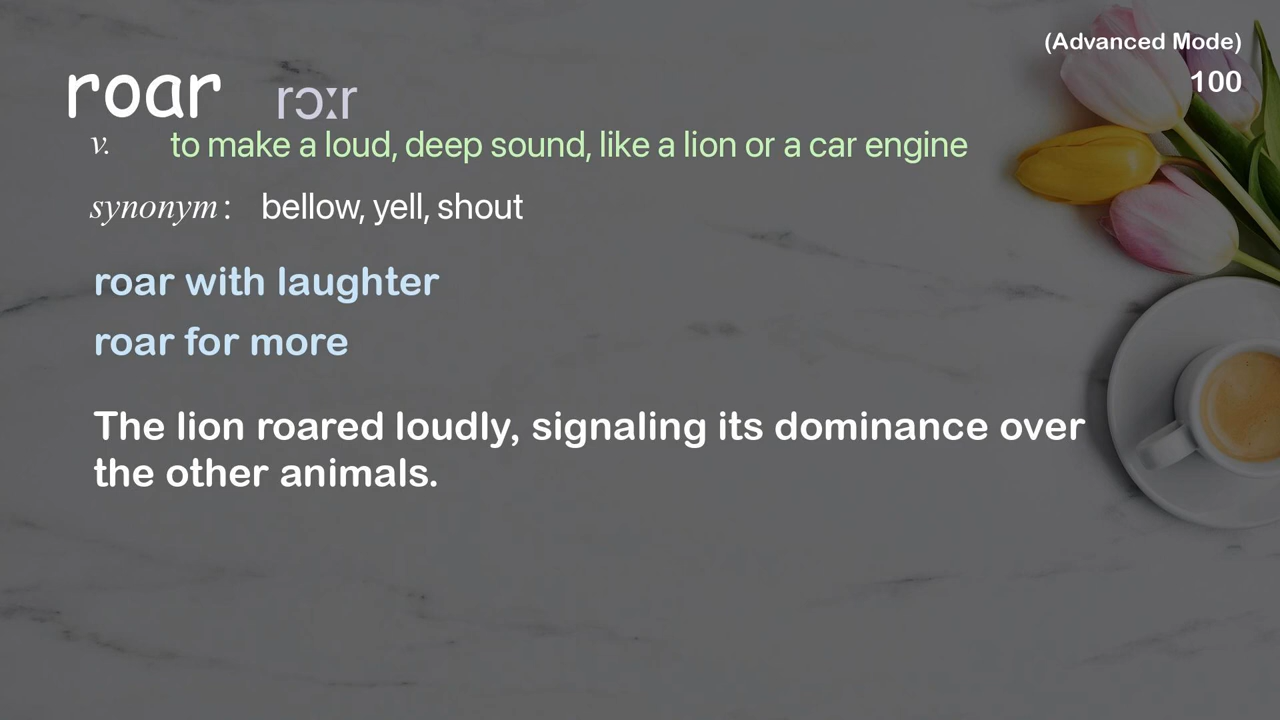 (Advanced Mode)
100
roar rɔːr
v. to make a loud, deep sound, like a lion or a car engine
synonym: bellow, yell, shout
roar with laughter
roar for more
The lion roared loudly, signaling its dominance over
the other animals.